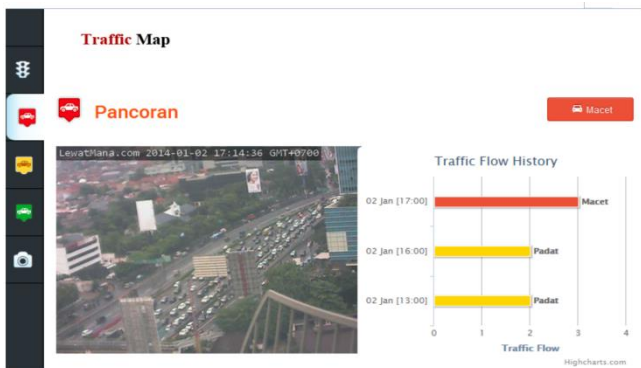 Traffic Map
Pancoran
Macet
LewatMana.com 2014-01-02 17:14:36 GMT+0700
Traffic Flow History
02 Jan [17:00]
Macet
02 Jan [16:00]
Padat
02 Jan [13:00]
Padat
0 1 2 3 4
Traffic Flow
Highcharts.com